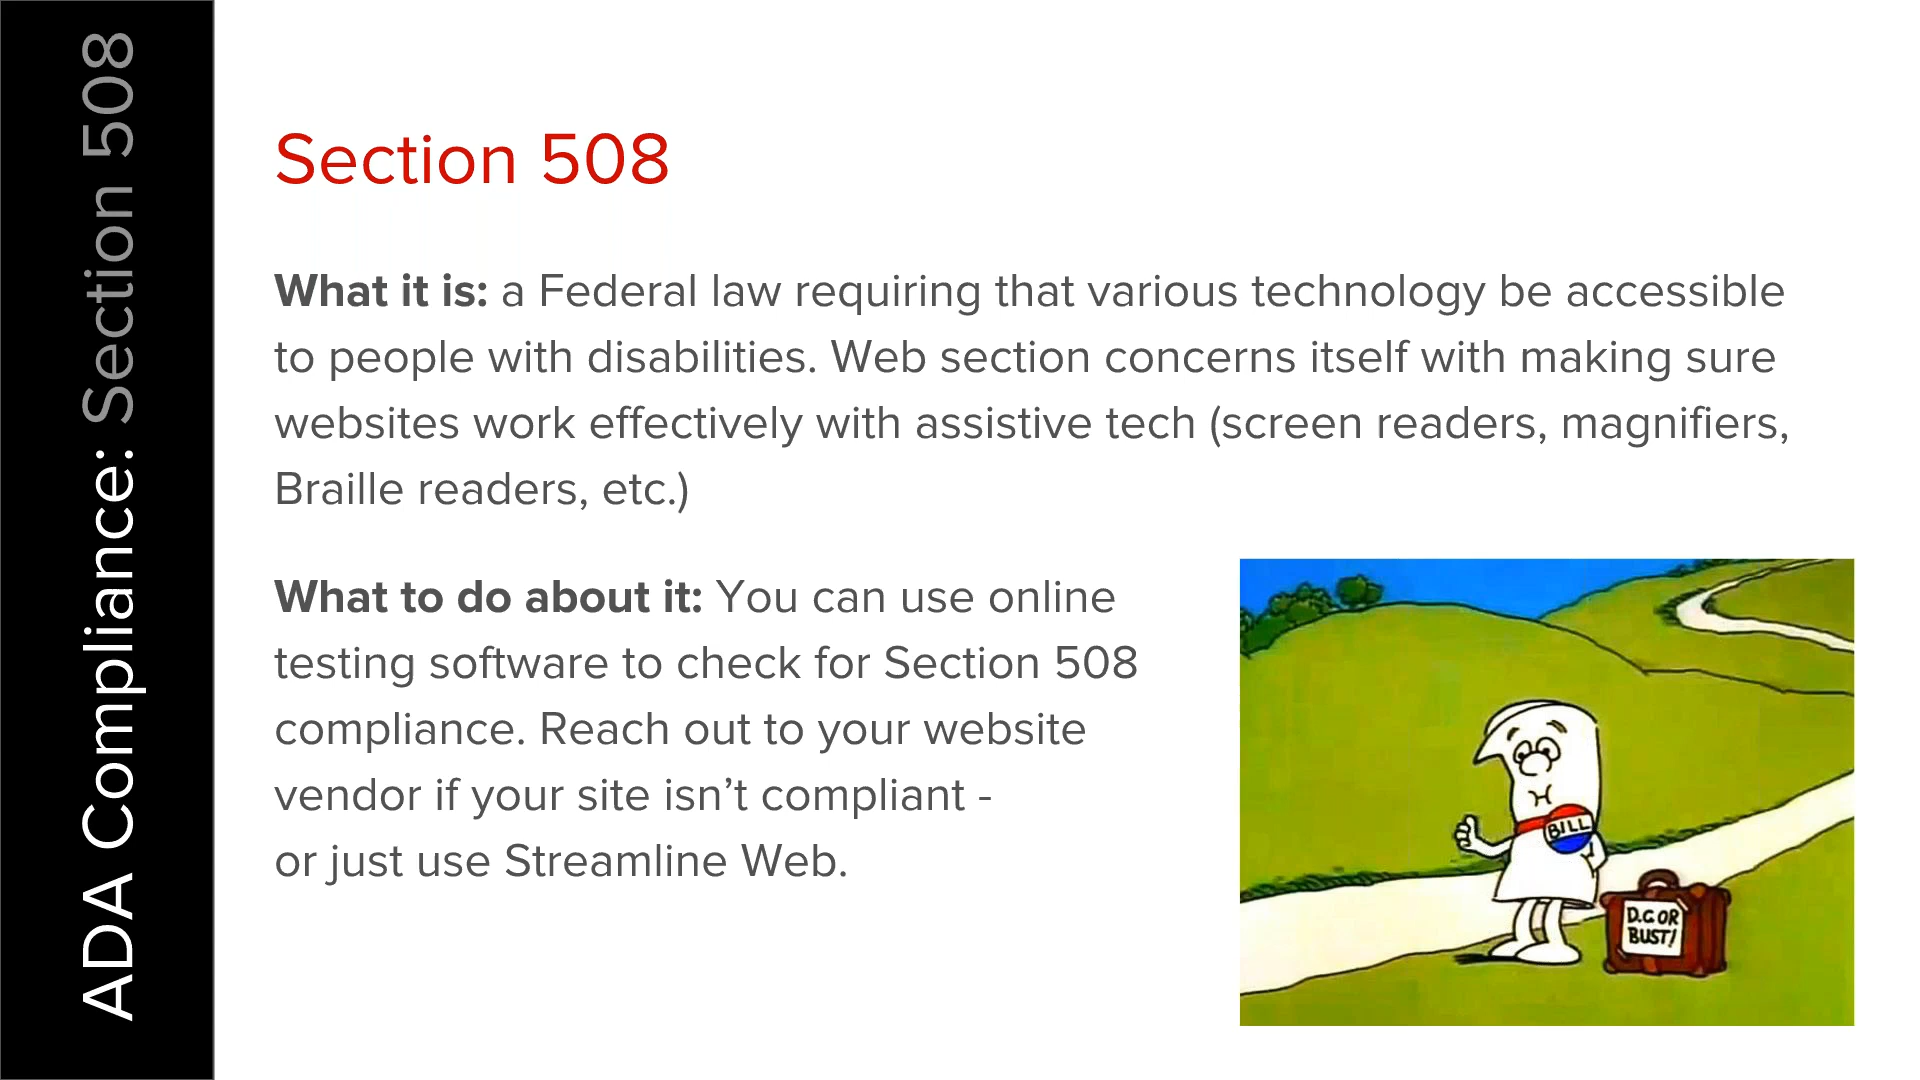 ADA Compliance: Section 508
Section 508
What it is: a Federal law requiring that various technology be accessible
to people with disabilities. Web section concerns itself with making sure
websites work effectively with assistive tech (screen readers, magnifiers,
Braille readers, etc.)
What to do about it: You can use online
testing software to check for Section 508
compliance. Reach out to your website
vendor if your site isn’t compliant -
or just use Streamline Web.
BILL
D.C. OR
BUST!